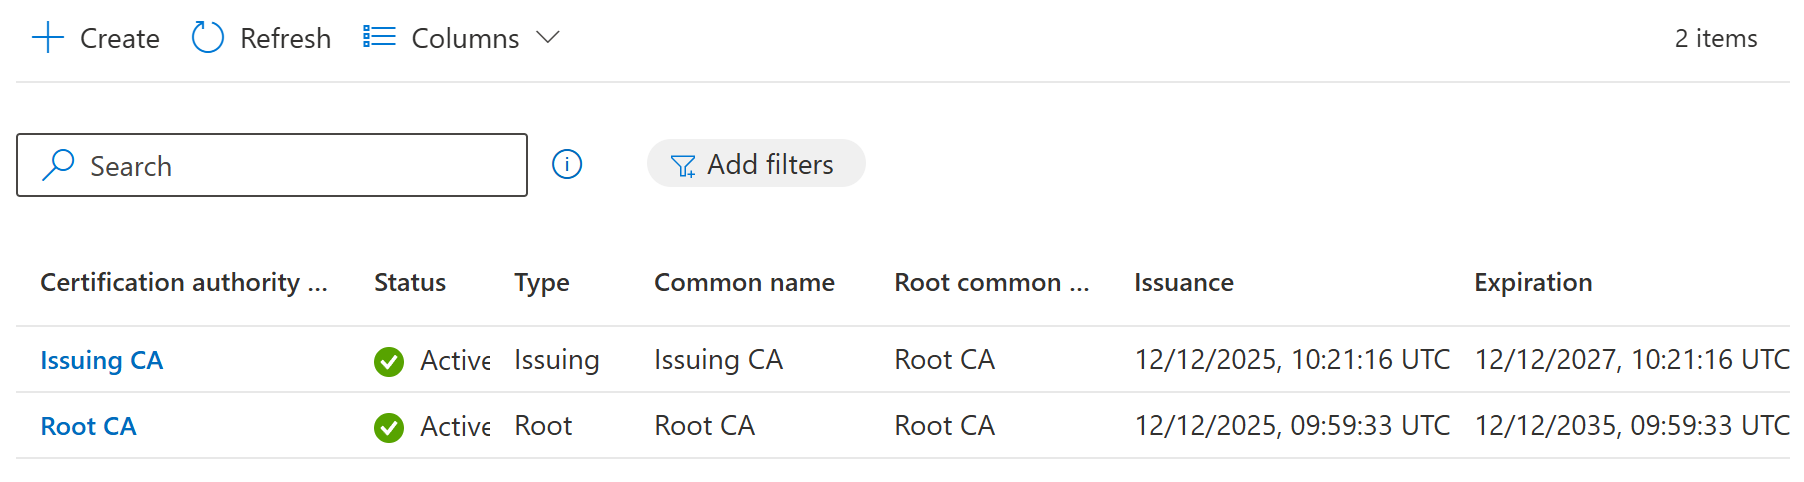 Create Refresh Columns 2 items
Search Add filters
Certification authority ... Status Type Common name Root common ... Issuance Expiration
Issuing CA Active Issuing Issuing CA Root CA 12/12/2025, 10:21:16 UTC 12/12/2027, 10:21:16 UTC
Root CA Active Root Root CA Root CA 12/12/2025, 09:59:33 UTC 12/12/2035, 09:59:33 UTC